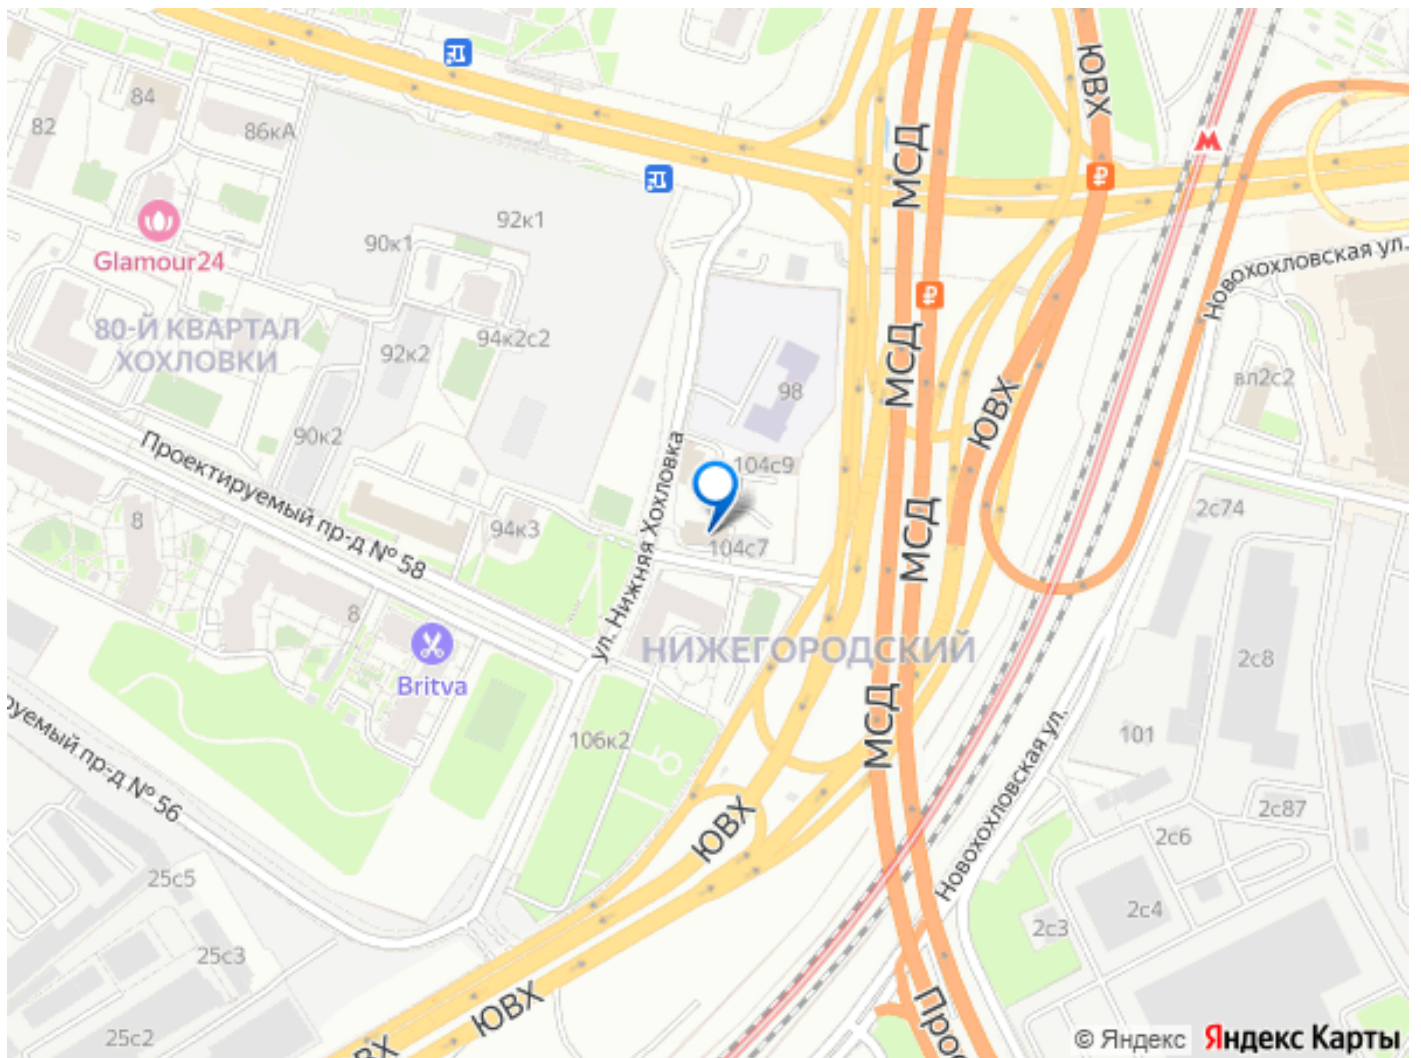 ЮВХ
84
82
86кА
МСД
92к1
90к1
Glamour24
Новохохловская ул.
80-Й КВАРТАЛ
ХОХЛОВКИ
94к2с2
92к2
МСД
98
вл2с2
ЮВХ
90к2
Проектируемый пр-д № 58
ул. Нижняя Хохловка
104с9
2с74
8
94к3
104с7
МСД
8
НИЖЕГОРОДСКИЙ
2с8
Britva
МСД
106к2
101
руемый пр-д № 56
Новохохловская ул.
ЮВХ
2с87
2с6
25с5
2с4
2с3
25с3
ЮВХ
Прос
25с2
ВХ
© Яндекс
Яндекс Карты